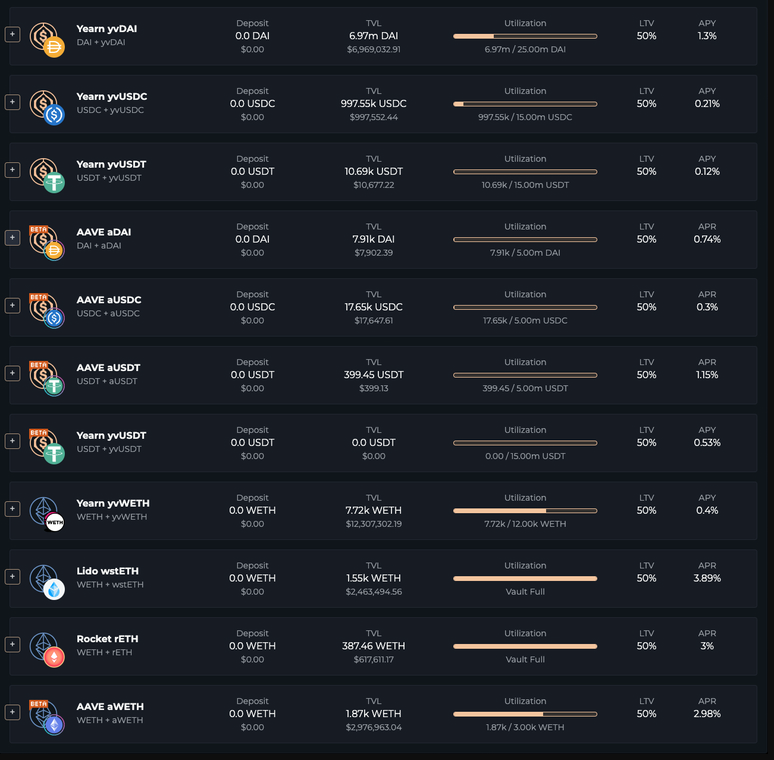 +
Yearn yvDAI
DAI + yvDAI
Deposit
0.0 DAI
$0.00
TVL
6.97m DAI
$6,969,032.91
Utilization
6.97m / 25.00m DAI
LTV
50%
APY
1.3%
+
Yearn yvUSDC
USDC + yvUSDC
Deposit
0.0 USDC
$0.00
TVL
997.55k USDC
$997,552.44
Utilization
997.55k / 15.00m USDC
LTV
50%
APY
0.21%
+
Yearn yvUSDT
USDT + yvUSDT
Deposit
0.0 USDT
$0.00
TVL
10.69k USDT
$10,677.22
Utilization
10.69k / 15.00m USDT
LTV
50%
APY
0.12%
+
BETA
AAVE aDAI
DAI + aDAI
Deposit
0.0 DAI
$0.00
TVL
7.91k DAI
$7,902.39
Utilization
7.91k / 5.00m DAI
LTV
50%
APR
0.74%
+
BETA
AAVE aUSDC
USDC + aUSDC
Deposit
0.0 USDC
$0.00
TVL
17.65k USDC
$17,647.61
Utilization
17.65k / 5.00m USDC
LTV
50%
APR
0.3%
+
BETA
AAVE aUSDT
USDT + aUSDT
Deposit
0.0 USDT
$0.00
TVL
399.45 USDT
$399.13
Utilization
399.45 / 5.00m USDT
LTV
50%
APR
1.15%
+
BETA
Yearn yvUSDT
USDT + yvUSDT
Deposit
0.0 USDT
$0.00
TVL
0.0 USDT
$0.00
Utilization
0.00 / 15.00m USDT
LTV
50%
APY
0.53%
+
WETH
Yearn yvWETH
WETH + yvWETH
Deposit
0.0 WETH
$0.00
TVL
7.72k WETH
$12,307,302.19
Utilization
7.72k / 12.00k WETH
LTV
50%
APY
0.4%
+
Lido wstETH
WETH + wstETH
Deposit
0.0 WETH
$0.00
TVL
1.55k WETH
$2,463,494.56
Utilization
Vault Full
LTV
50%
APR
3.89%
+
Rocket rETH
WETH + rETH
Deposit
0.0 WETH
$0.00
TVL
387.46 WETH
$617,611.17
Utilization
Vault Full
LTV
50%
APR
3%
+
BETA
AAVE aWETH
WETH + aWETH
Deposit
0.0 WETH
$0.00
TVL
1.87k WETH
$2,976,963.04
Utilization
1.87k / 3.00k WETH
LTV
50%
APR
2.98%